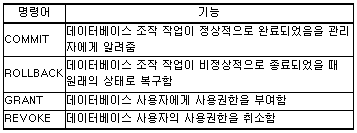 명령어 기능
COMMIT 데이터베이스 조작 작업이 정상적으로 완료되었음을 관리
자에게 알려줌
ROLLBACK 데이터베이스 조작 작업이 비정상적으로 종료되었을 때
원래의 상태로 복구함
GRANT 데이터베이스 사용자에게 사용권한을 부여함
REVOKE 데이터베이스 사용자의 사용권한을 취소함